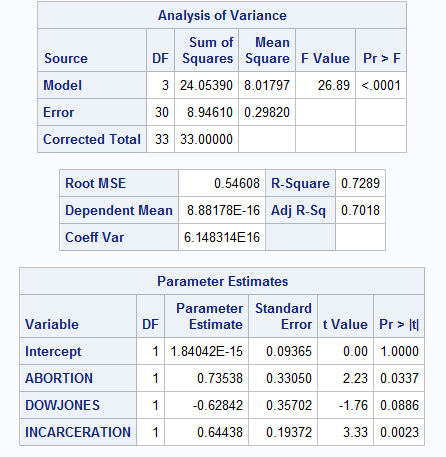 Analysis of Variance
Source DF Sum of Squares Mean Square F Value Pr > F
Model 3 24.05390 8.01797 26.89 <.0001
Error 30 8.94610 0.29820
Corrected Total 33 33.00000
Root MSE 0.54608 R-Square 0.7289
Dependent Mean 8.88178E-16 Adj R-Sq 0.7018
Coeff Var 6.148314E16
Parameter Estimates
Variable DF Parameter Estimate Standard Error t Value Pr > |t|
Intercept 1 1.84042E-15 0.09365 0.00 1.0000
ABORTION 1 0.73538 0.33050 2.23 0.0337
DOWJONES 1 -0.62842 0.35702 -1.76 0.0886
INCARCERATION 1 0.64438 0.19372 3.33 0.0023